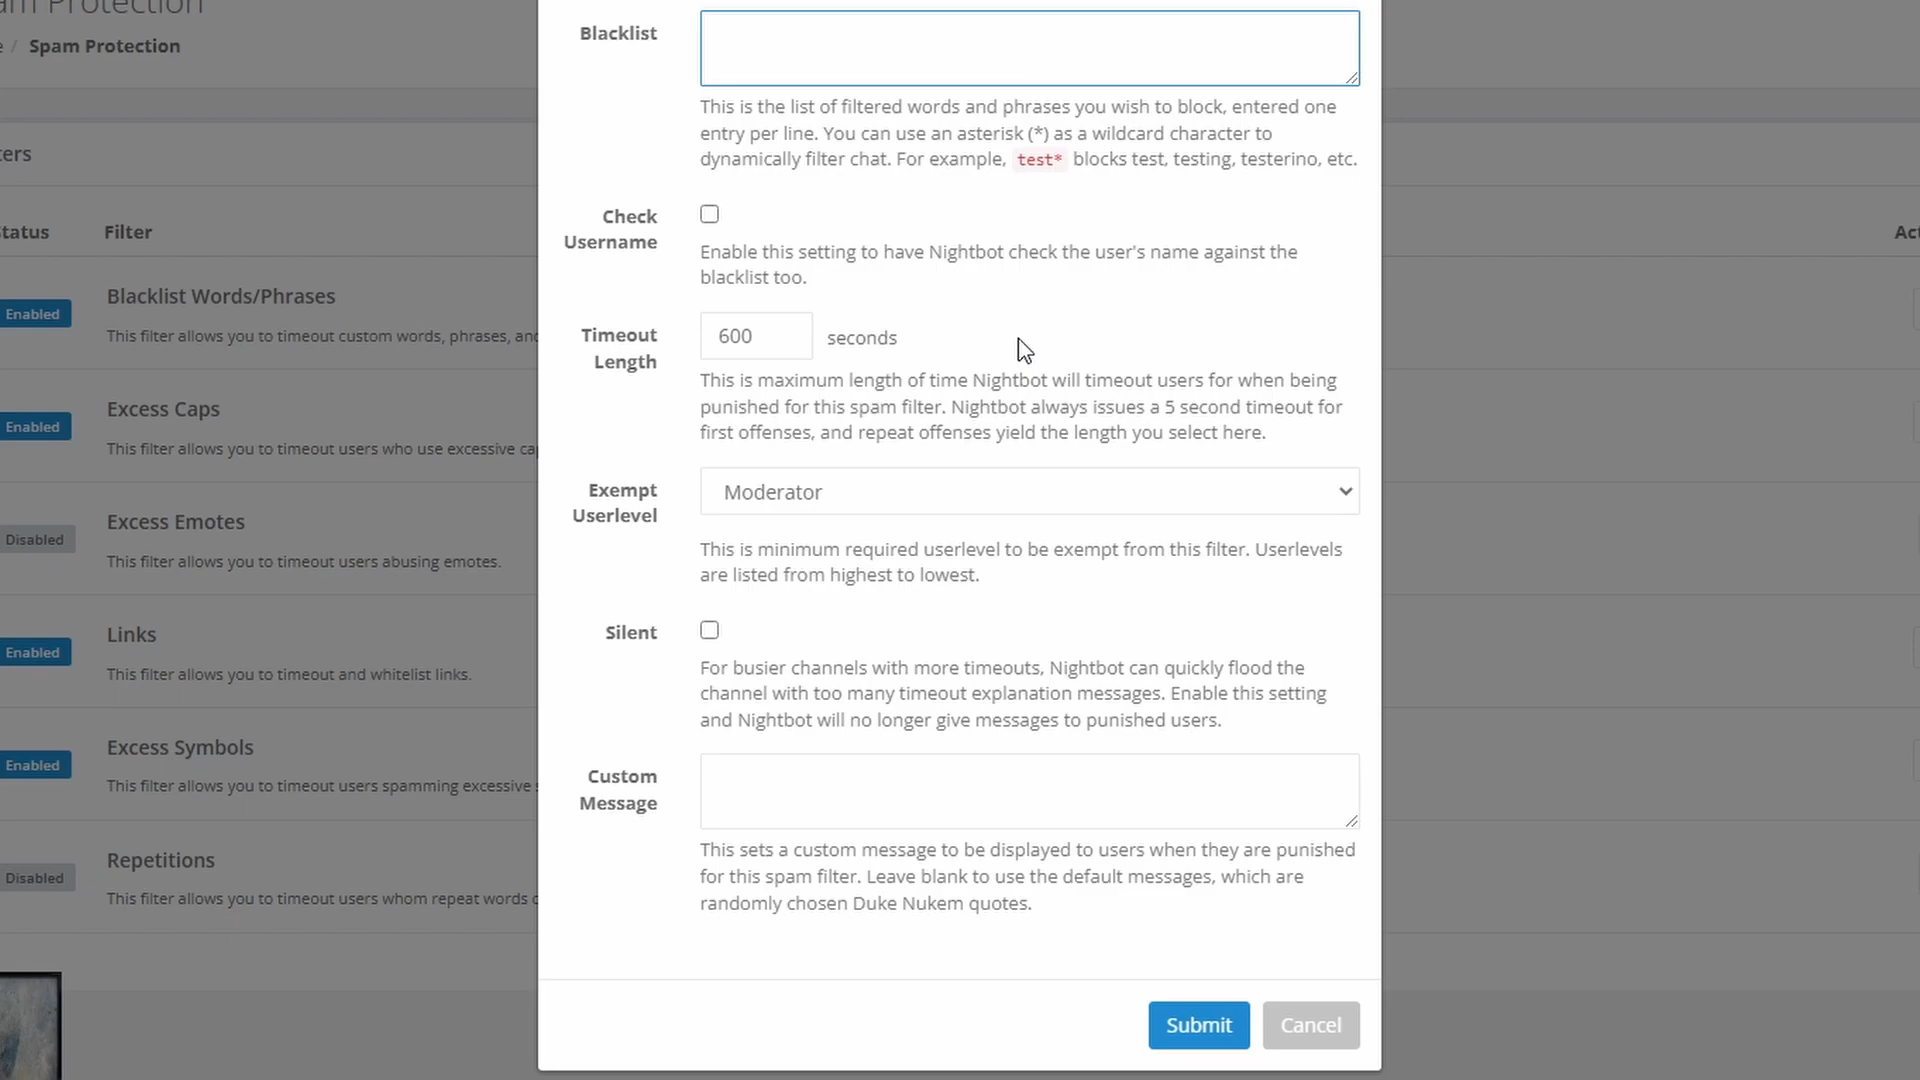 am Protection
e / Spam Protection
ters
Status
Filter
Act
Enabled
Blacklist Words/Phrases
This filter allows you to timeout custom words, phrases, and
Enabled
Excess Caps
This filter allows you to timeout users who use excessive cap
Disabled
Excess Emotes
This filter allows you to timeout users abusing emotes.
Enabled
Links
This filter allows you to timeout and whitelist links.
Enabled
Excess Symbols
This filter allows you to timeout users spamming excessive s
Disabled
Repetitions
This filter allows you to timeout users whom repeat words o
Blacklist
This is the list of filtered words and phrases you wish to block, entered one
entry per line. You can use an asterisk (*) as a wildcard character to
dynamically filter chat. For example, test* blocks test, testing, testerino, etc.
Check
Username
Enable this setting to have Nightbot check the user's name against the
blacklist too.
Timeout
Length
600 seconds
This is maximum length of time Nightbot will timeout users for when being
punished for this spam filter. Nightbot always issues a 5 second timeout for
first offenses, and repeat offenses yield the length you select here.
Exempt
Userlevel
Moderator
This is minimum required userlevel to be exempt from this filter. Userlevels
are listed from highest to lowest.
Silent
For busier channels with more timeouts, Nightbot can quickly flood the
channel with too many timeout explanation messages. Enable this setting
and Nightbot will no longer give messages to punished users.
Custom
Message
This sets a custom message to be displayed to users when they are punished
for this spam filter. Leave blank to use the default messages, which are
randomly chosen Duke Nukem quotes.
Submit
Cancel